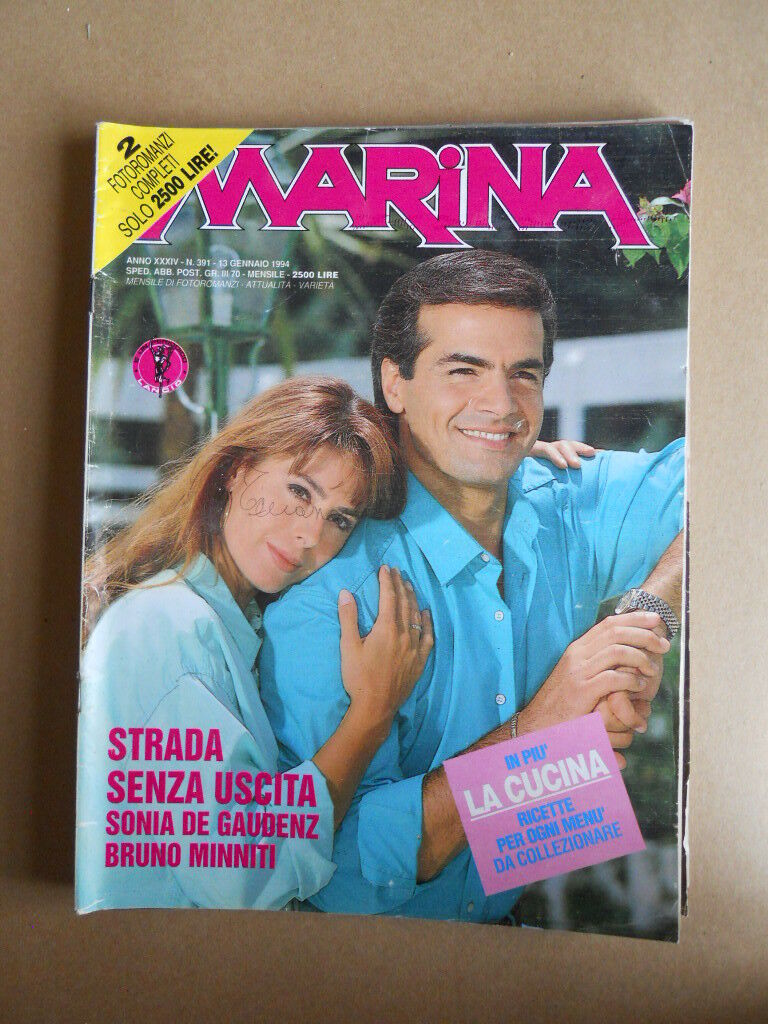 2
FOTOROMANZI
COMPLETI
SOLO 2500 LIRE!
MARiNA
ANNO XXXIV - N. 391 - 13 GENNAIO 1994
SPED. ABB. POST. GR. III 70 - MENSILE - 2500 LIRE
MENSILE DI FOTOROMANZI - ATTUALITÀ - VARIETÀ
LANCIO
STRADA
SENZA USCITA
SONIA DE GAUDENZ
BRUNO MINNITI
IN PIU'
LA CUCINA
RICETTE
PER OGNI MENU'
DA COLLEZIONARE